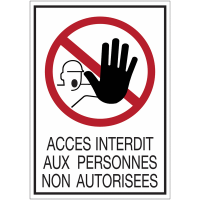 ACCES INTERDIT
AUX PERSONNES
NON AUTORISEES